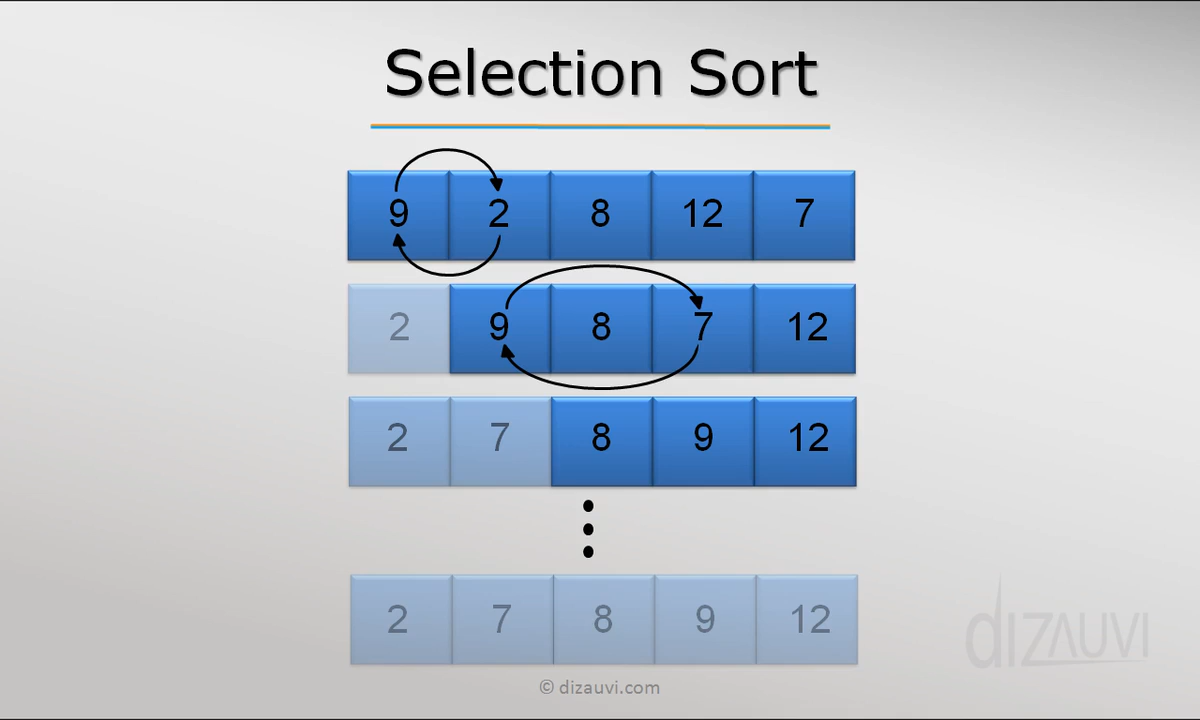 Selection Sort
9 2 8 12 7
2 9 8 7 12
2 7 8 9 12
2 7 8 9 12
dizauvi
© dizauvi.com